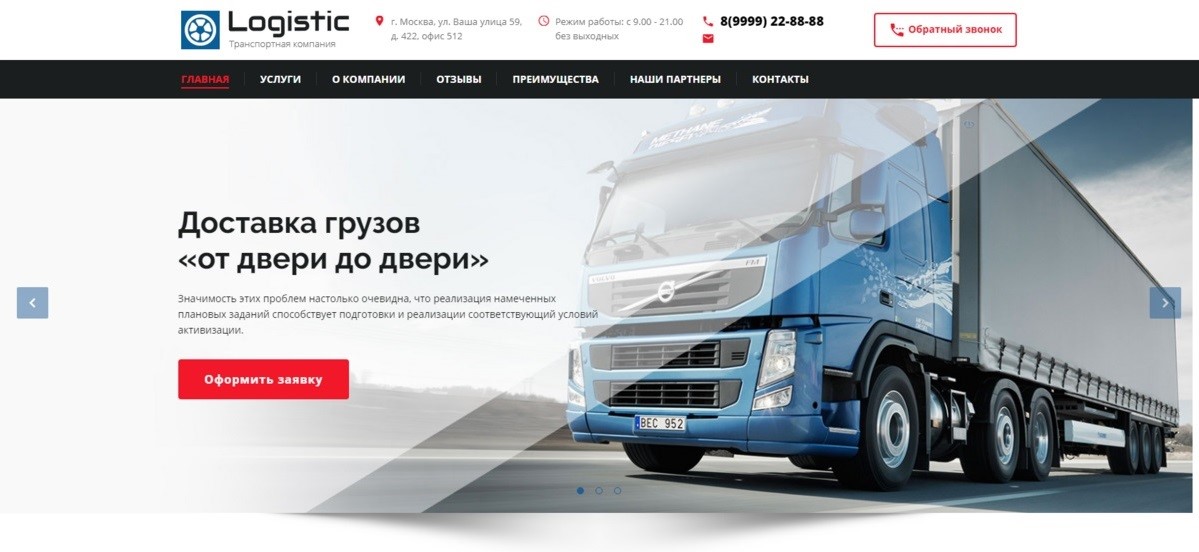 Logistic
Транспортная компания
г. Москва, ул. Ваша улица 59,
д. 422, офис 512
Режим работы: с 9.00 - 21.00
без выходных
8(9999) 22-88-88
Обратный звонок
ГЛАВНАЯ УСЛУГИ О КОМПАНИИ ОТЗЫВЫ ПРЕИМУЩЕСТВА НАШИ ПАРТНЕРЫ КОНТАКТЫ
METHANE
Доставка грузов
«от двери до двери»
VOLVO
FM
Значимость этих проблем настолько очевидна, что реализация намеченных
плановых заданий способствует подготовки и реализации соответствующий условий
активизации.
Оформить заявку
BEC 952